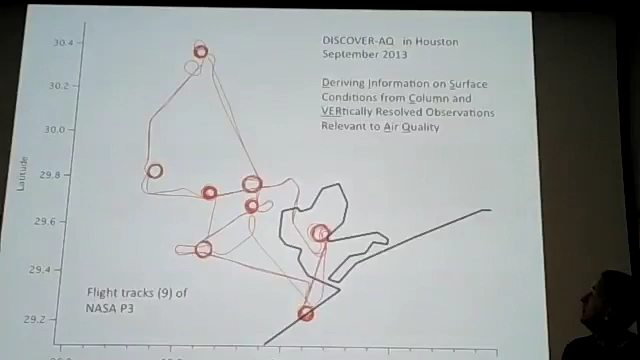 DISCOVER-AQ in Houston
September 2013
Deriving Information on Surface
Conditions from Column and
VERtically Resolved Observations
Relevant to Air Quality
30.4
30.2
30.0
29.8
29.6
29.4
29.2
Latitude
Flight tracks (9) of
NASA P3